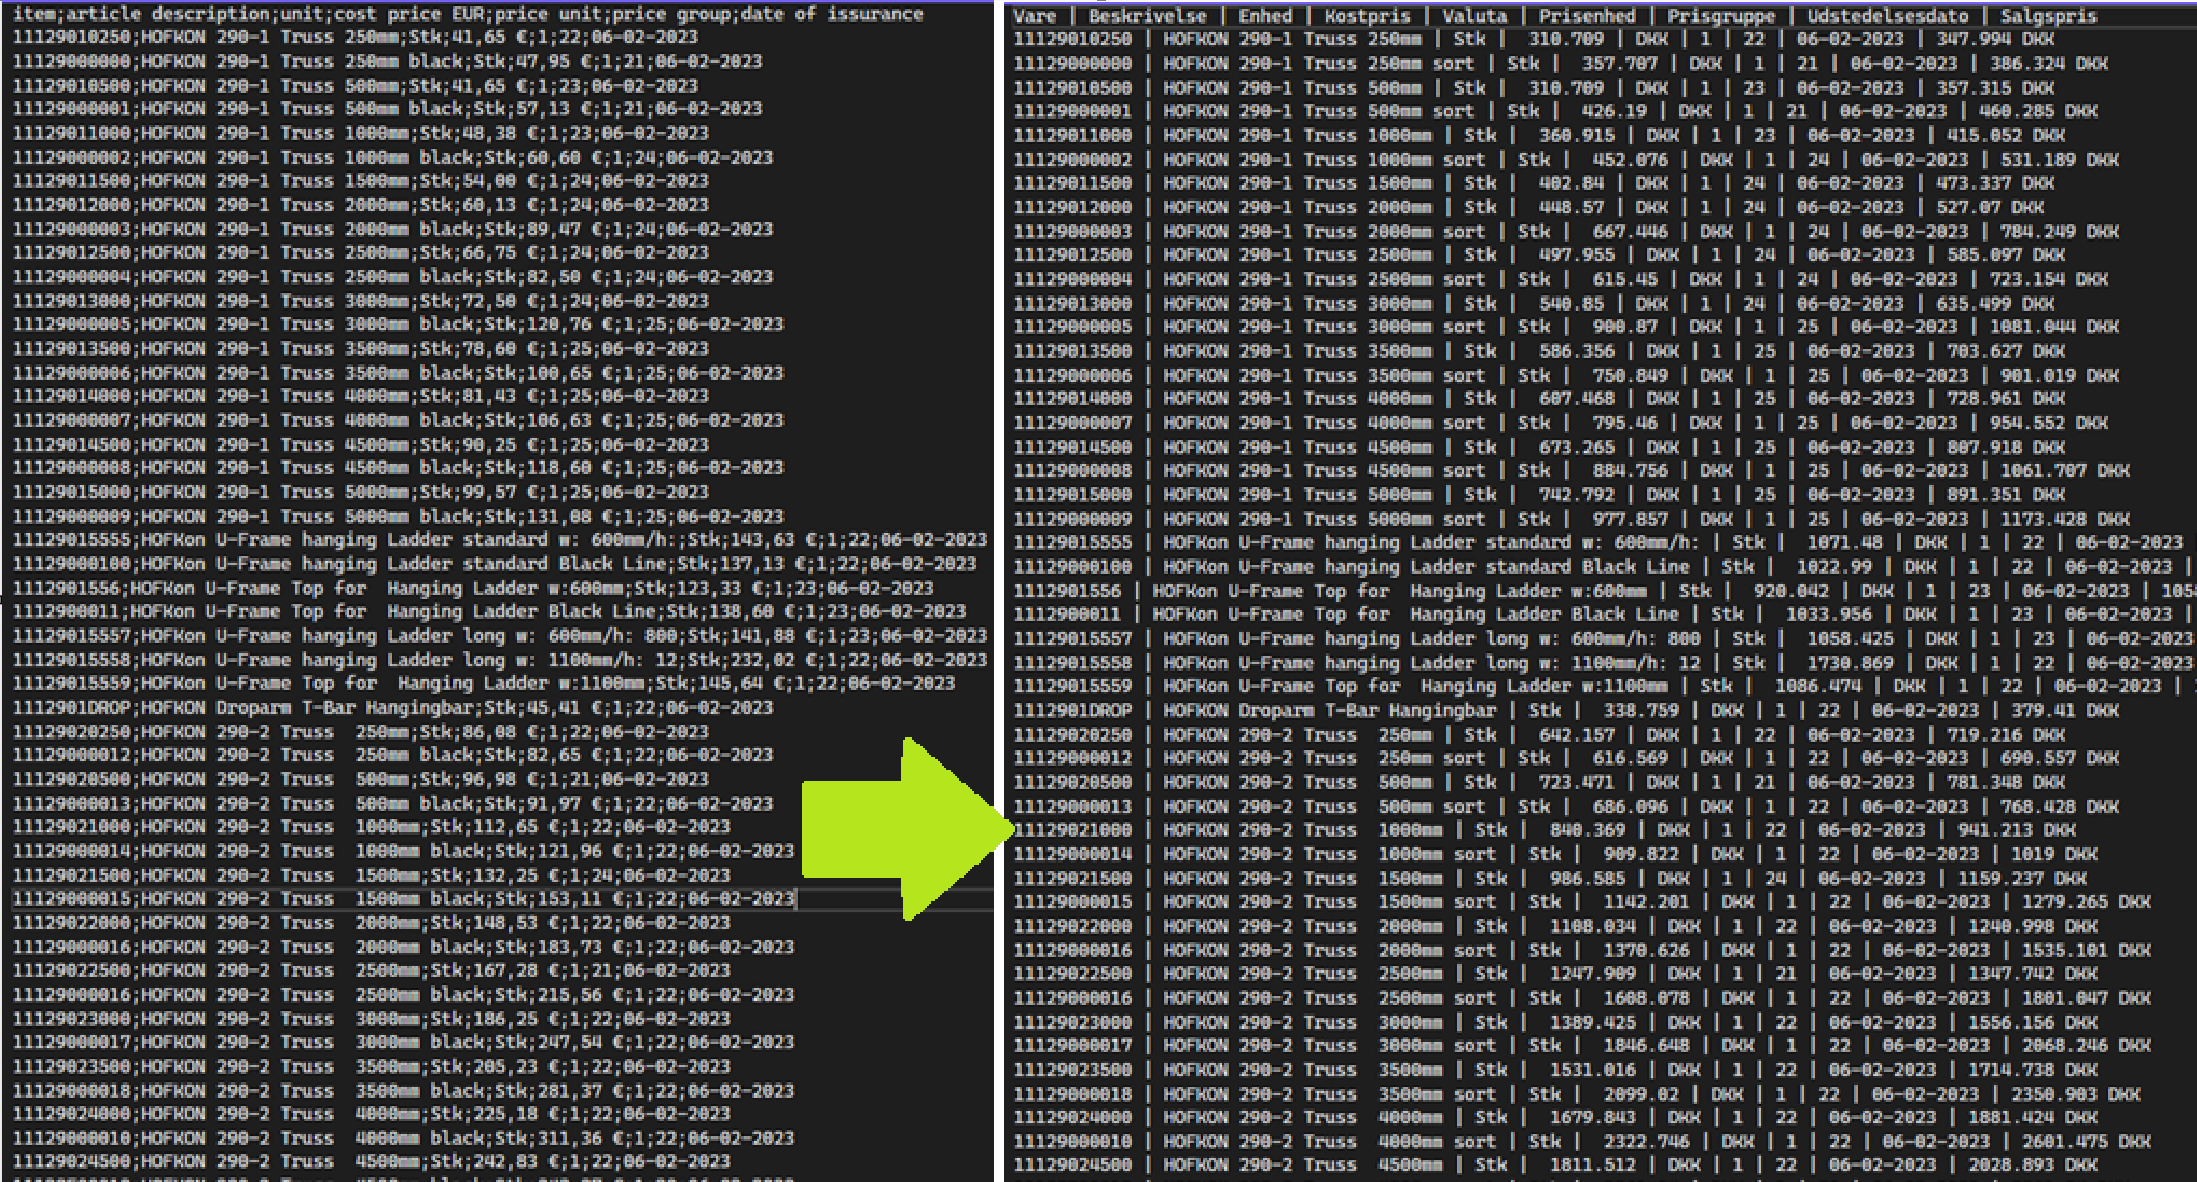 item;article description;unit;cost price EUR;price unit;price group;date of issurance
11129010250;HOFKON 290-1 Truss 250mm;Stk;41,65 €;1;22;06-02-2023
11129000000;HOFKON 290-1 Truss 250mm black;Stk;47,95 €;1;21;06-02-2023
11129010500;HOFKON 290-1 Truss 500mm;Stk;41,65 €;1;23;06-02-2023
11129000001;HOFKON 290-1 Truss 500mm black;Stk;57,13 €;1;21;06-02-2023
11129011000;HOFKON 290-1 Truss 1000mm;Stk;48,38 €;1;23;06-02-2023
11129000002;HOFKON 290-1 Truss 1000mm black;Stk;60,60 €;1;24;06-02-2023
11129011500;HOFKON 290-1 Truss 1500mm;Stk;54,00 €;1;24;06-02-2023
11129012000;HOFKON 290-1 Truss 2000mm;Stk;60,13 €;1;24;06-02-2023
11129000003;HOFKON 290-1 Truss 2000mm black;Stk;89,47 €;1;24;06-02-2023
11129012500;HOFKON 290-1 Truss 2500mm;Stk;66,75 €;1;24;06-02-2023
11129000004;HOFKON 290-1 Truss 2500mm black;Stk;82,50 €;1;24;06-02-2023
11129013000;HOFKON 290-1 Truss 3000mm;Stk;72,50 €;1;24;06-02-2023
11129000005;HOFKON 290-1 Truss 3000mm black;Stk;120,76 €;1;25;06-02-2023
11129013500;HOFKON 290-1 Truss 3500mm;Stk;78,60 €;1;25;06-02-2023
11129000006;HOFKON 290-1 Truss 3500mm black;Stk;100,65 €;1;25;06-02-2023
11129014000;HOFKON 290-1 Truss 4000mm;Stk;81,43 €;1;25;06-02-2023
11129000007;HOFKON 290-1 Truss 4000mm black;Stk;106,63 €;1;25;06-02-2023
11129014500;HOFKON 290-1 Truss 4500mm;Stk;90,25 €;1;25;06-02-2023
11129000008;HOFKON 290-1 Truss 4500mm black;Stk;118,60 €;1;25;06-02-2023
11129015000;HOFKON 290-1 Truss 5000mm;Stk;99,57 €;1;25;06-02-2023
11129000009;HOFKON 290-1 Truss 5000mm black;Stk;131,08 €;1;25;06-02-2023
11129015555;HOFKon U-Frame hanging Ladder standard w: 600mm/h:;Stk;143,63 €;1;22;06-02-2023
11129000100;HOFKon U-Frame hanging Ladder standard Black Line;Stk;137,13 €;1;22;06-02-2023
1112901556;HOFKon U-Frame Top for  Hanging Ladder w:600mm;Stk;123,33 €;1;23;06-02-2023
1112900011;HOFKon U-Frame Top for  Hanging Ladder Black Line;Stk;138,60 €;1;23;06-02-2023
11129015557;HOFKon U-Frame hanging Ladder long w: 600mm/h: 800;Stk;141,88 €;1;23;06-02-2023
11129015558;HOFKon U-Frame hanging Ladder long w: 1100mm/h: 12;Stk;232,02 €;1;22;06-02-2023
11129015559;HOFKon U-Frame Top for  Hanging Ladder w:1100mm;Stk;145,64 €;1;22;06-02-2023
1112901DROP;HOFKON Droparm T-Bar Hangingbar;Stk;45,41 €;1;22;06-02-2023
11129020250;HOFKON 290-2 Truss  250mm;Stk;86,08 €;1;22;06-02-2023
11129000012;HOFKON 290-2 Truss  250mm black;Stk;82,65 €;1;22;06-02-2023
11129020500;HOFKON 290-2 Truss  500mm;Stk;96,98 €;1;21;06-02-2023
11129000013;HOFKON 290-2 Truss  500mm black;Stk;91,97 €;1;22;06-02-2023
11129021000;HOFKON 290-2 Truss  1000mm;Stk;112,65 €;1;22;06-02-2023
11129000014;HOFKON 290-2 Truss  1000mm black;Stk;121,96 €;1;22;06-02-2023
11129021500;HOFKON 290-2 Truss  1500mm;Stk;132,25 €;1;24;06-02-2023
11129000015;HOFKON 290-2 Truss  1500mm black;Stk;153,11 €;1;22;06-02-2023
11129022000;HOFKON 290-2 Truss  2000mm;Stk;148,53 €;1;22;06-02-2023
11129000016;HOFKON 290-2 Truss  2000mm black;Stk;183,73 €;1;22;06-02-2023
11129022500;HOFKON 290-2 Truss  2500mm;Stk;167,28 €;1;21;06-02-2023
11129000016;HOFKON 290-2 Truss  2500mm black;Stk;215,56 €;1;22;06-02-2023
11129023000;HOFKON 290-2 Truss  3000mm;Stk;186,25 €;1;22;06-02-2023
11129000017;HOFKON 290-2 Truss  3000mm black;Stk;247,54 €;1;22;06-02-2023
11129023500;HOFKON 290-2 Truss  3500mm;Stk;205,23 €;1;22;06-02-2023
11129000018;HOFKON 290-2 Truss  3500mm black;Stk;281,37 €;1;22;06-02-2023
11129024000;HOFKON 290-2 Truss  4000mm;Stk;225,18 €;1;22;06-02-2023
11129000010;HOFKON 290-2 Truss  4000mm black;Stk;311,36 €;1;22;06-02-2023
11129024500;HOFKON 290-2 Truss  4500mm;Stk;242,83 €;1;22;06-02-2023
Vare | Beskrivelse | Enhed | Kostpris | Valuta | Prisenhed | Prisgruppe | Udstedelsesdato | Salgspris
11129010250 | HOFKON 290-1 Truss 250mm | Stk |  310.709 | DKK | 1 | 22 | 06-02-2023 | 347.994 DKK
11129000000 | HOFKON 290-1 Truss 250mm sort | Stk |  357.707 | DKK | 1 | 21 | 06-02-2023 | 386.324 DKK
11129010500 | HOFKON 290-1 Truss 500mm | Stk |  310.709 | DKK | 1 | 23 | 06-02-2023 | 357.315 DKK
11129000001 | HOFKON 290-1 Truss 500mm sort | Stk |  426.19 | DKK | 1 | 21 | 06-02-2023 | 460.285 DKK
11129011000 | HOFKON 290-1 Truss 1000mm | Stk |  360.915 | DKK | 1 | 23 | 06-02-2023 | 415.052 DKK
11129000002 | HOFKON 290-1 Truss 1000mm sort | Stk |  452.076 | DKK | 1 | 24 | 06-02-2023 | 531.189 DKK
11129011500 | HOFKON 290-1 Truss 1500mm | Stk |  402.84 | DKK | 1 | 24 | 06-02-2023 | 473.337 DKK
11129012000 | HOFKON 290-1 Truss 2000mm | Stk |  448.57 | DKK | 1 | 24 | 06-02-2023 | 527.07 DKK
11129000003 | HOFKON 290-1 Truss 2000mm sort | Stk |  667.446 | DKK | 1 | 24 | 06-02-2023 | 784.249 DKK
11129012500 | HOFKON 290-1 Truss 2500mm | Stk |  497.955 | DKK | 1 | 24 | 06-02-2023 | 585.097 DKK
11129000004 | HOFKON 290-1 Truss 2500mm sort | Stk |  615.45 | DKK | 1 | 24 | 06-02-2023 | 723.154 DKK
11129013000 | HOFKON 290-1 Truss 3000mm | Stk |  540.85 | DKK | 1 | 24 | 06-02-2023 | 635.499 DKK
11129000005 | HOFKON 290-1 Truss 3000mm sort | Stk |  900.87 | DKK | 1 | 25 | 06-02-2023 | 1081.044 DKK
11129013500 | HOFKON 290-1 Truss 3500mm | Stk |  586.356 | DKK | 1 | 25 | 06-02-2023 | 703.627 DKK
11129000006 | HOFKON 290-1 Truss 3500mm sort | Stk |  750.849 | DKK | 1 | 25 | 06-02-2023 | 901.019 DKK
11129014000 | HOFKON 290-1 Truss 4000mm | Stk |  607.468 | DKK | 1 | 25 | 06-02-2023 | 728.961 DKK
11129000007 | HOFKON 290-1 Truss 4000mm sort | Stk |  795.46 | DKK | 1 | 25 | 06-02-2023 | 954.552 DKK
11129014500 | HOFKON 290-1 Truss 4500mm | Stk |  673.265 | DKK | 1 | 25 | 06-02-2023 | 807.918 DKK
11129000008 | HOFKON 290-1 Truss 4500mm sort | Stk |  884.756 | DKK | 1 | 25 | 06-02-2023 | 1061.707 DKK
11129015000 | HOFKON 290-1 Truss 5000mm | Stk |  742.792 | DKK | 1 | 25 | 06-02-2023 | 891.351 DKK
11129000009 | HOFKON 290-1 Truss 5000mm sort | Stk |  977.857 | DKK | 1 | 25 | 06-02-2023 | 1173.428 DKK
11129015555 | HOFKon U-Frame hanging Ladder standard w: 600mm/h: | Stk |  1071.48 | DKK | 1 | 22 | 06-02-2023
11129000100 | HOFKon U-Frame hanging Ladder standard Black Line | Stk |  1022.99 | DKK | 1 | 22 | 06-02-2023 |
1112901556 | HOFKon U-Frame Top for  Hanging Ladder w:600mm | Stk |  920.042 | DKK | 1 | 23 | 06-02-2023 | 105
1112900011 | HOFKon U-Frame Top for  Hanging Ladder Black Line | Stk |  1033.956 | DKK | 1 | 23 | 06-02-2023 |
11129015557 | HOFKon U-Frame hanging Ladder long w: 600mm/h: 800 | Stk |  1058.425 | DKK | 1 | 23 | 06-02-2023
11129015558 | HOFKon U-Frame hanging Ladder long w: 1100mm/h: 12 | Stk |  1730.869 | DKK | 1 | 22 | 06-02-2023
11129015559 | HOFKon U-Frame Top for  Hanging Ladder w:1100mm | Stk |  1086.474 | DKK | 1 | 22 | 06-02-2023 |
1112901DROP | HOFKON Droparm T-Bar Hangingbar | Stk |  338.759 | DKK | 1 | 22 | 06-02-2023 | 379.41 DKK
11129020250 | HOFKON 290-2 Truss  250mm | Stk |  642.157 | DKK | 1 | 22 | 06-02-2023 | 719.216 DKK
11129000012 | HOFKON 290-2 Truss  250mm sort | Stk |  616.569 | DKK | 1 | 22 | 06-02-2023 | 690.557 DKK
11129020500 | HOFKON 290-2 Truss  500mm | Stk |  723.471 | DKK | 1 | 21 | 06-02-2023 | 781.348 DKK
11129000013 | HOFKON 290-2 Truss  500mm sort | Stk |  686.096 | DKK | 1 | 22 | 06-02-2023 | 768.428 DKK
11129021000 | HOFKON 290-2 Truss  1000mm | Stk |  840.369 | DKK | 1 | 22 | 06-02-2023 | 941.213 DKK
11129000014 | HOFKON 290-2 Truss  1000mm sort | Stk |  909.822 | DKK | 1 | 22 | 06-02-2023 | 1019 DKK
11129021500 | HOFKON 290-2 Truss  1500mm | Stk |  986.585 | DKK | 1 | 24 | 06-02-2023 | 1159.237 DKK
11129000015 | HOFKON 290-2 Truss  1500mm sort | Stk |  1142.201 | DKK | 1 | 22 | 06-02-2023 | 1279.265 DKK
11129022000 | HOFKON 290-2 Truss  2000mm | Stk |  1108.034 | DKK | 1 | 22 | 06-02-2023 | 1240.998 DKK
11129000016 | HOFKON 290-2 Truss  2000mm sort | Stk |  1370.626 | DKK | 1 | 22 | 06-02-2023 | 1535.101 DKK
11129022500 | HOFKON 290-2 Truss  2500mm | Stk |  1247.909 | DKK | 1 | 21 | 06-02-2023 | 1347.742 DKK
11129000016 | HOFKON 290-2 Truss  2500mm sort | Stk |  1608.078 | DKK | 1 | 22 | 06-02-2023 | 1801.047 DKK
11129023000 | HOFKON 290-2 Truss  3000mm | Stk |  1389.425 | DKK | 1 | 22 | 06-02-2023 | 1556.156 DKK
11129000017 | HOFKON 290-2 Truss  3000mm sort | Stk |  1846.648 | DKK | 1 | 22 | 06-02-2023 | 2068.246 DKK
11129023500 | HOFKON 290-2 Truss  3500mm | Stk |  1531.016 | DKK | 1 | 22 | 06-02-2023 | 1714.738 DKK
11129000018 | HOFKON 290-2 Truss  3500mm sort | Stk |  2099.02 | DKK | 1 | 22 | 06-02-2023 | 2350.903 DKK
11129024000 | HOFKON 290-2 Truss  4000mm | Stk |  1679.843 | DKK | 1 | 22 | 06-02-2023 | 1881.424 DKK
11129000010 | HOFKON 290-2 Truss  4000mm sort | Stk |  2322.746 | DKK | 1 | 22 | 06-02-2023 | 2601.475 DKK
11129024500 | HOFKON 290-2 Truss  4500mm | Stk |  1811.512 | DKK | 1 | 22 | 06-02-2023 | 2028.893 DKK